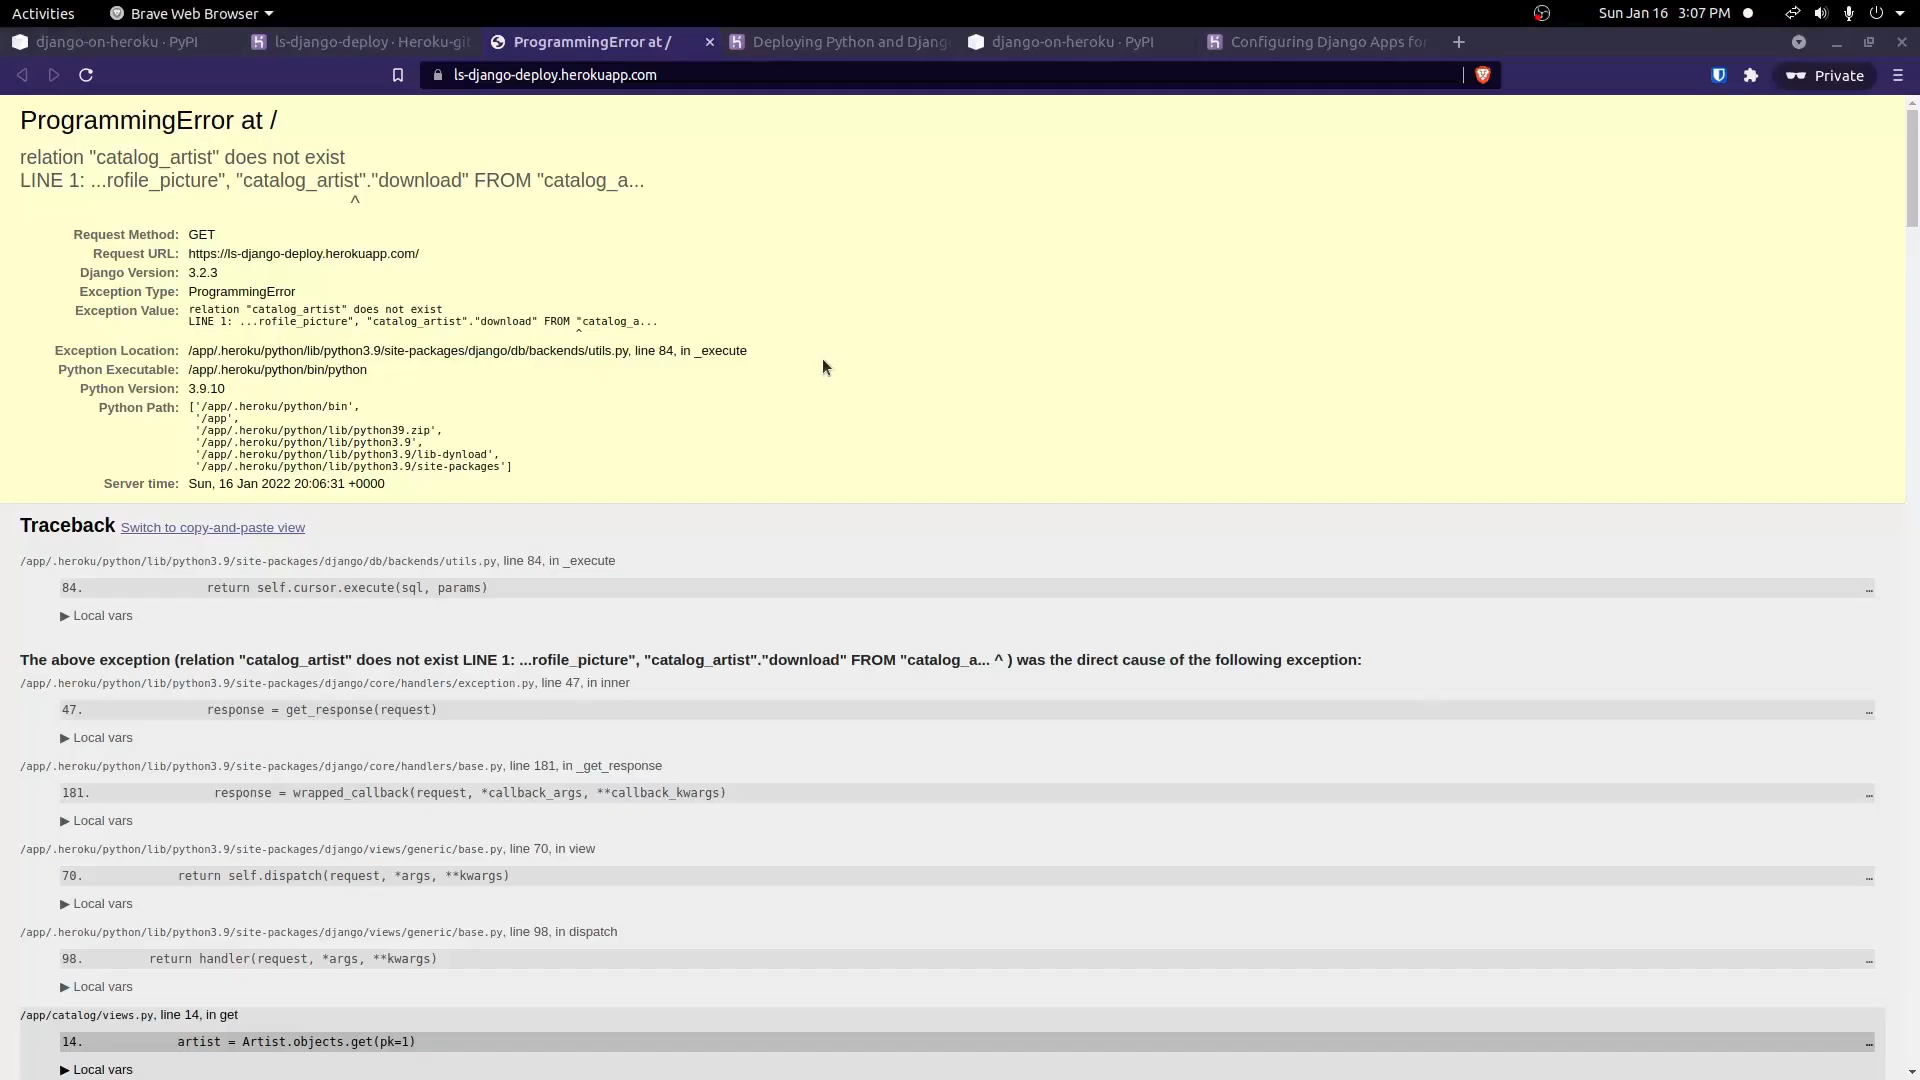 Activities
Brave Web Browser
Sun Jan 16 3:07 PM
django-on-heroku · PyPI
ls-django-deploy · Heroku-git
ProgrammingError at /
Deploying Python and Django
django-on-heroku · PyPI
Configuring Django Apps for
ls-django-deploy.herokuapp.com
Private
ProgrammingError at /
relation "catalog_artist" does not exist
LINE 1: ...rofile_picture", "catalog_artist"."download" FROM "catalog_a...
^
Request Method: GET
Request URL: https://ls-django-deploy.herokuapp.com/
Django Version: 3.2.3
Exception Type: ProgrammingError
Exception Value: relation "catalog_artist" does not exist
LINE 1: ...rofile_picture", "catalog_artist"."download" FROM "catalog_a...
^
Exception Location: /app/.heroku/python/lib/python3.9/site-packages/django/db/backends/utils.py, line 84, in _execute
Python Executable: /app/.heroku/python/bin/python
Python Version: 3.9.10
Python Path: ['/app/.heroku/python/bin',
'/app',
'/app/.heroku/python/lib/python39.zip',
'/app/.heroku/python/lib/python3.9',
'/app/.heroku/python/lib/python3.9/lib-dynload',
'/app/.heroku/python/lib/python3.9/site-packages']
Server time: Sun, 16 Jan 2022 20:06:31 +0000
Traceback Switch to copy-and-paste view
/app/.heroku/python/lib/python3.9/site-packages/django/db/backends/utils.py, line 84, in _execute
84. return self.cursor.execute(sql, params) …
▶ Local vars
The above exception (relation "catalog_artist" does not exist LINE 1: ...rofile_picture", "catalog_artist"."download" FROM "catalog_a... ^ ) was the direct cause of the following exception:
/app/.heroku/python/lib/python3.9/site-packages/django/core/handlers/exception.py, line 47, in inner
47. response = get_response(request) …
▶ Local vars
/app/.heroku/python/lib/python3.9/site-packages/django/core/handlers/base.py, line 181, in _get_response
181. response = wrapped_callback(request, *callback_args, **callback_kwargs) …
▶ Local vars
/app/.heroku/python/lib/python3.9/site-packages/django/views/generic/base.py, line 70, in view
70. return self.dispatch(request, *args, **kwargs) …
▶ Local vars
/app/.heroku/python/lib/python3.9/site-packages/django/views/generic/base.py, line 98, in dispatch
98. return handler(request, *args, **kwargs) …
▶ Local vars
/app/catalog/views.py, line 14, in get
14. artist = Artist.objects.get(pk=1) …
▶ Local vars